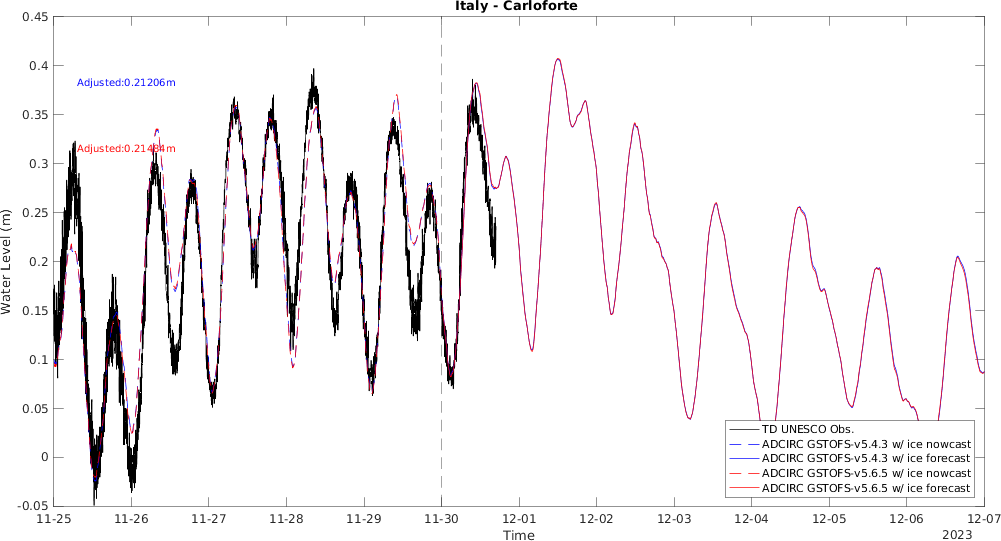 Italy - Carloforte
0.45
0.4
0.35
0.3
0.25
0.2
0.15
0.1
0.05
0
-0.05
Water Level (m)
Adjusted:0.21206m
Adjusted:0.21484m
TD UNESCO Obs.
ADCIRC GSTOFS-v5.4.3 w/ ice nowcast
ADCIRC GSTOFS-v5.4.3 w/ ice forecast
ADCIRC GSTOFS-v5.6.5 w/ ice nowcast
ADCIRC GSTOFS-v5.6.5 w/ ice forecast
11-25 11-26 11-27 11-28 11-29 11-30 12-01 12-02 12-03 12-04 12-05 12-06 12-07
Time
2023